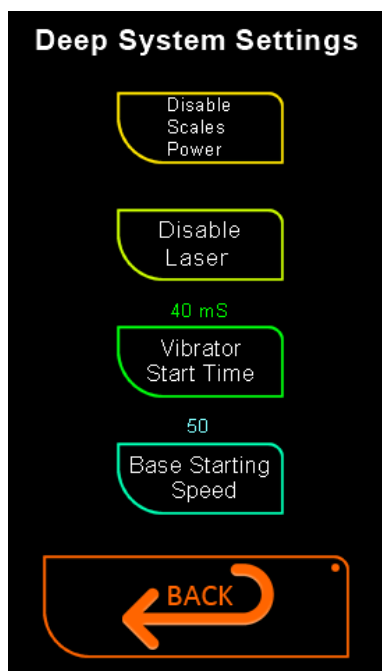 Deep System Settings
Disable
Scales
Power
Disable
Laser
40 mS
Vibrator
Start Time
50
Base Starting
Speed
BACK